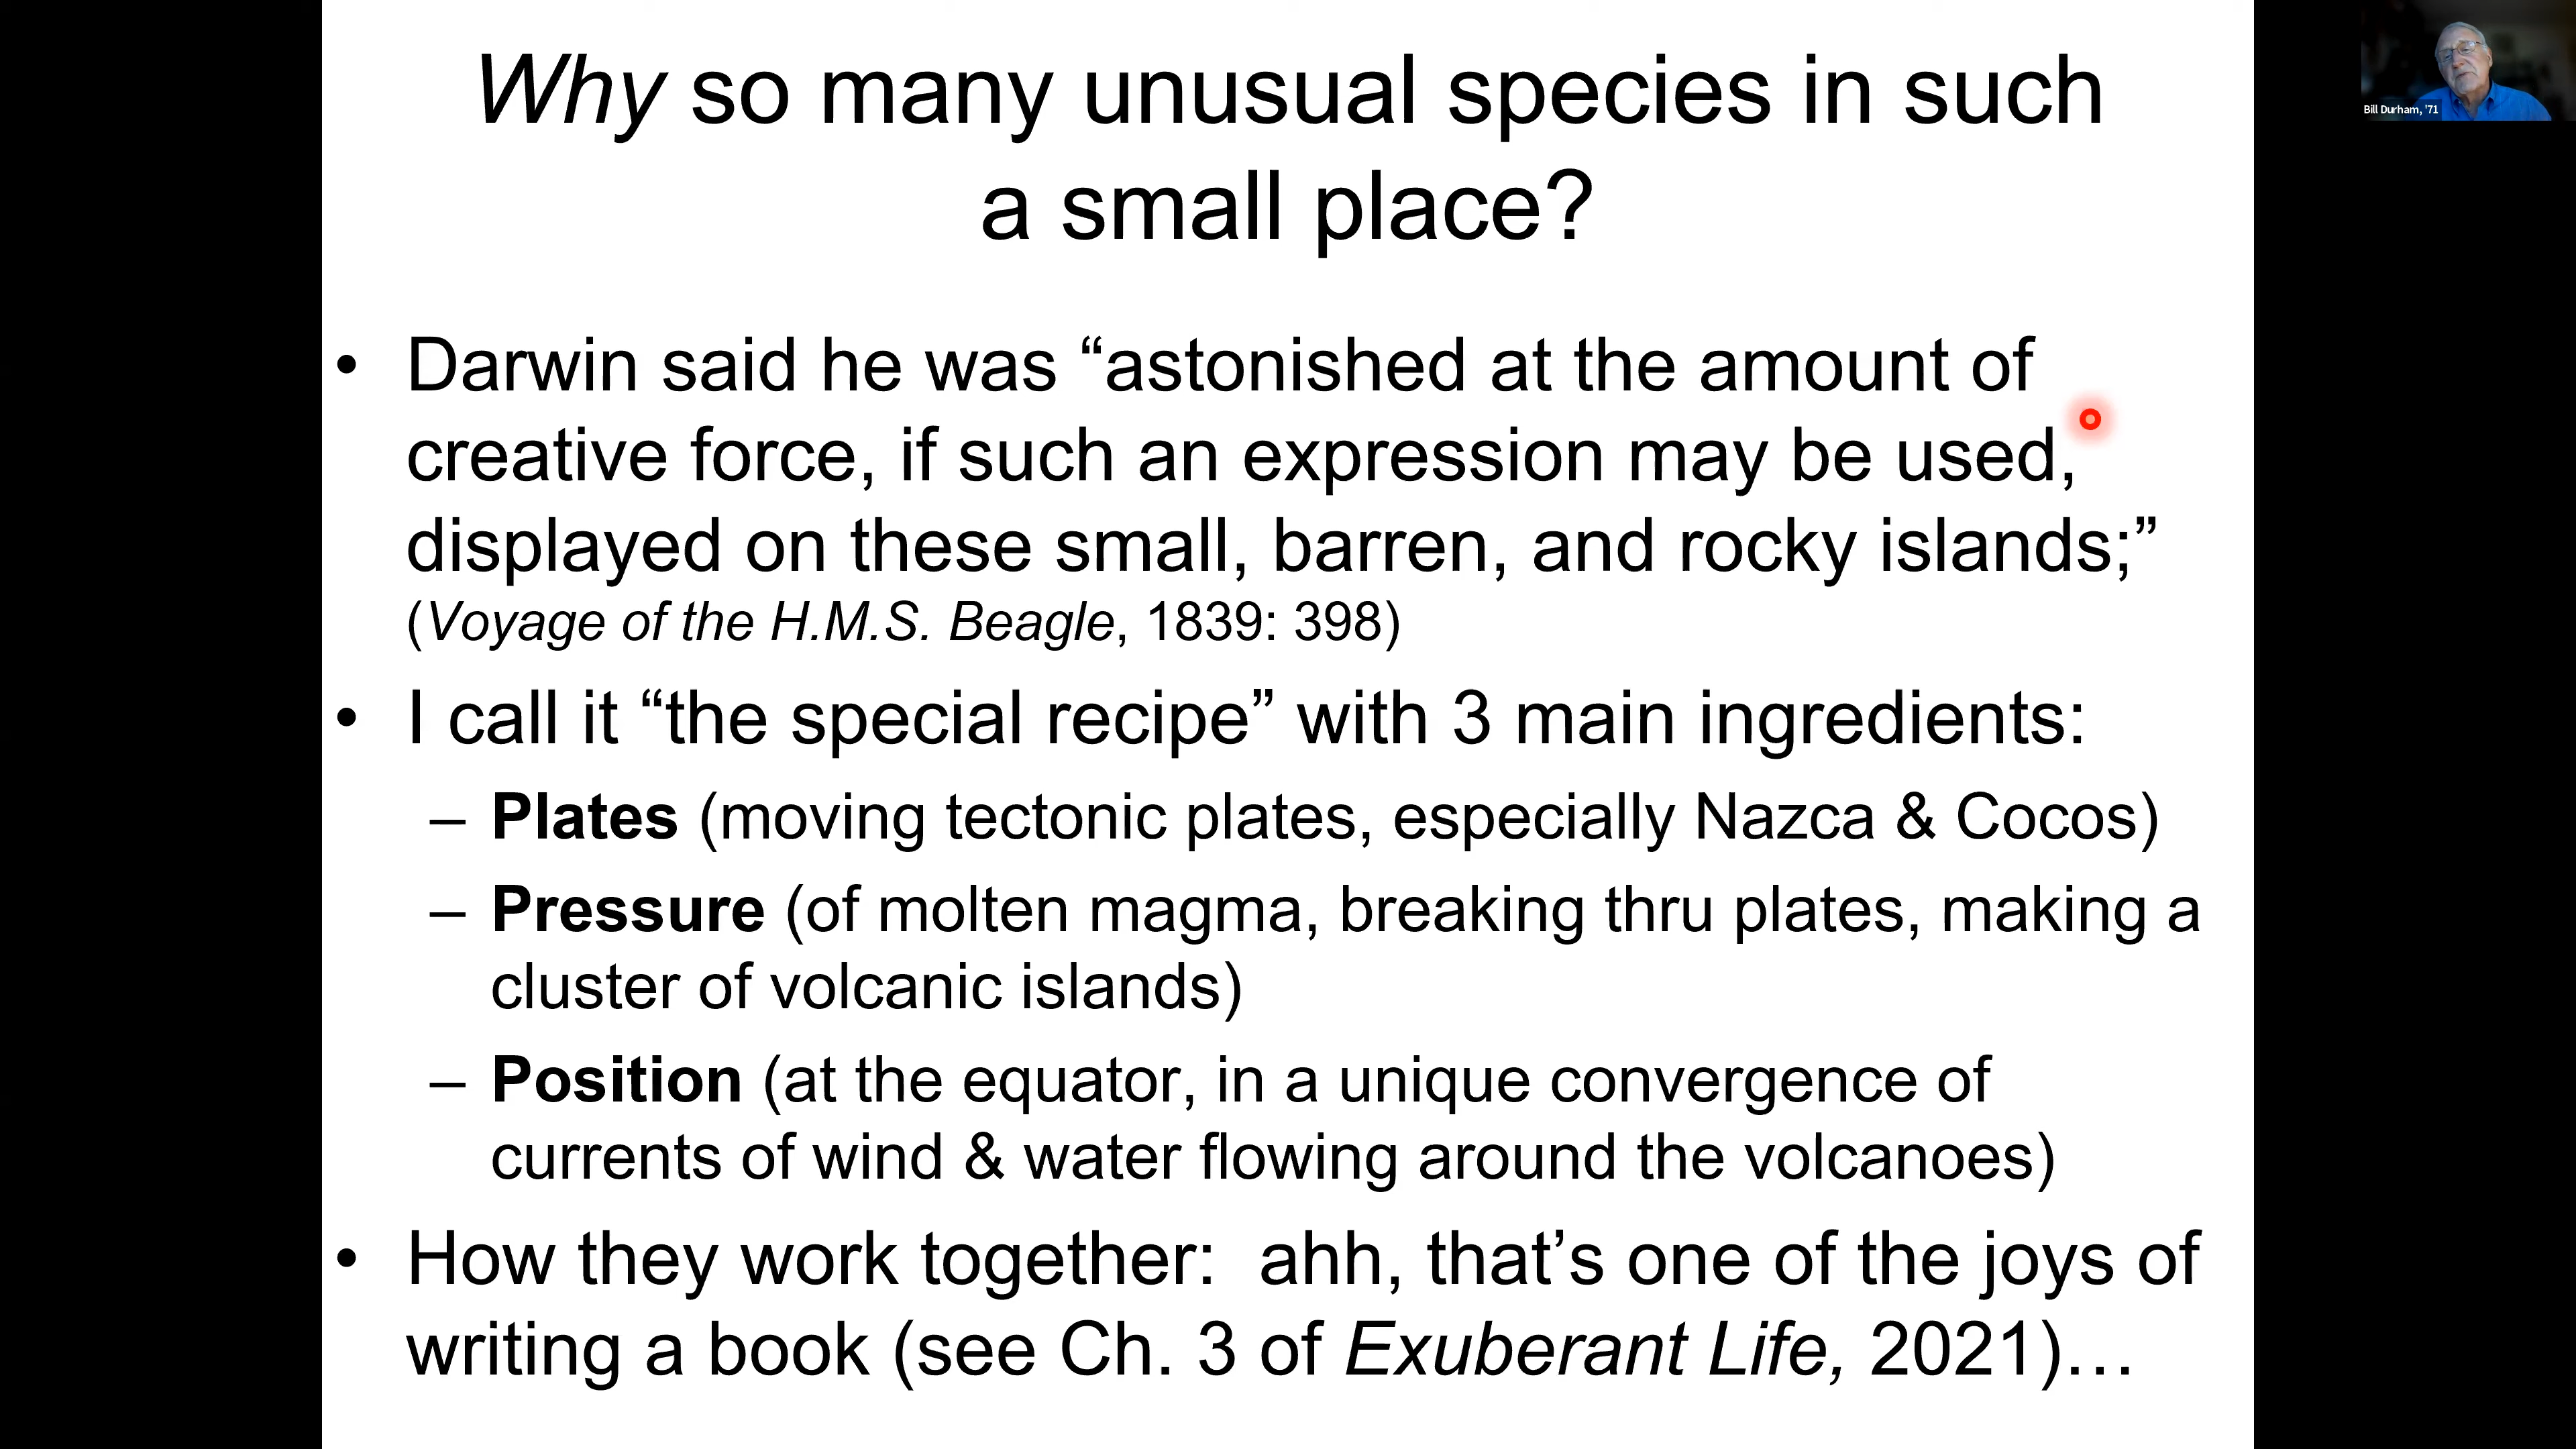 Why so many unusual species in such
a small place?
Bill Durham, '71
• Darwin said he was “astonished at the amount of
creative force, if such an expression may be used,
displayed on these small, barren, and rocky islands;”
(Voyage of the H.M.S. Beagle, 1839: 398)
• I call it “the special recipe” with 3 main ingredients:
– Plates (moving tectonic plates, especially Nazca & Cocos)
– Pressure (of molten magma, breaking thru plates, making a
cluster of volcanic islands)
– Position (at the equator, in a unique convergence of
currents of wind & water flowing around the volcanoes)
• How they work together:  ahh, that’s one of the joys of
writing a book (see Ch. 3 of Exuberant Life, 2021)…